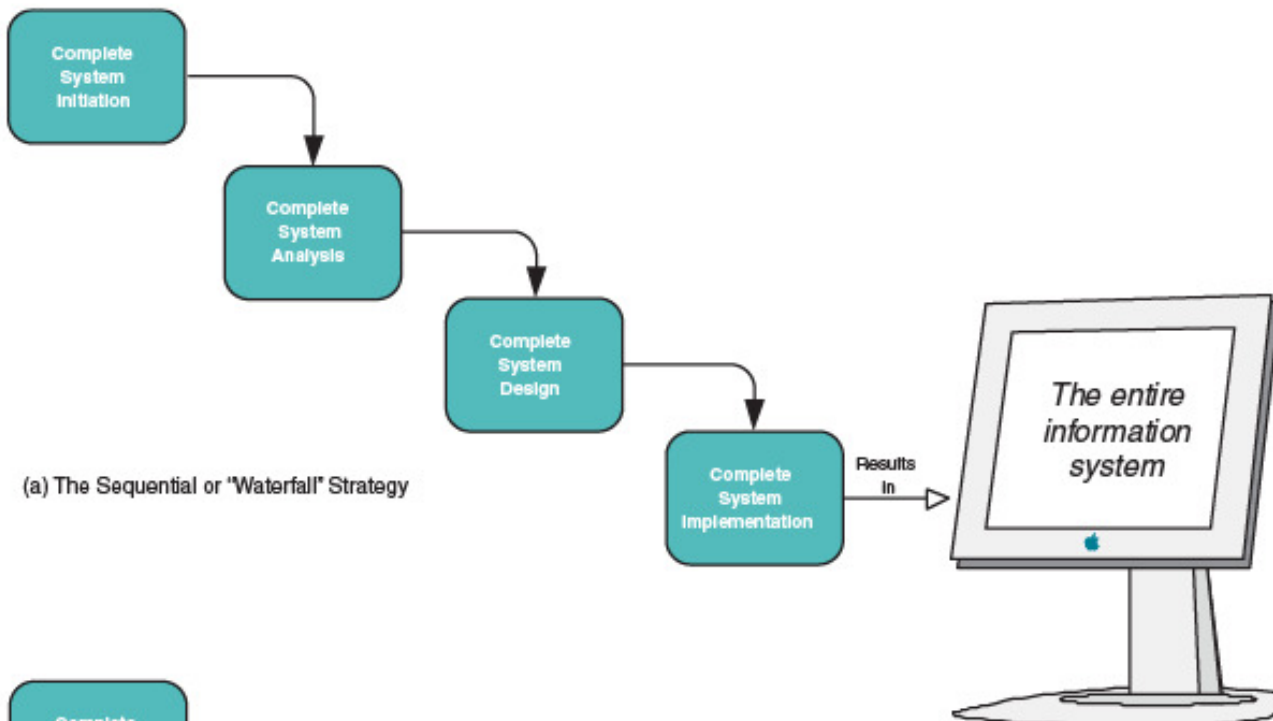 Complete
System
Initiation
Complete
System
Analysis
Complete
System
Design
Complete
System
Implementation
Results
in
The entire
information
system
(a) The Sequential or "Waterfall" Strategy
Complete